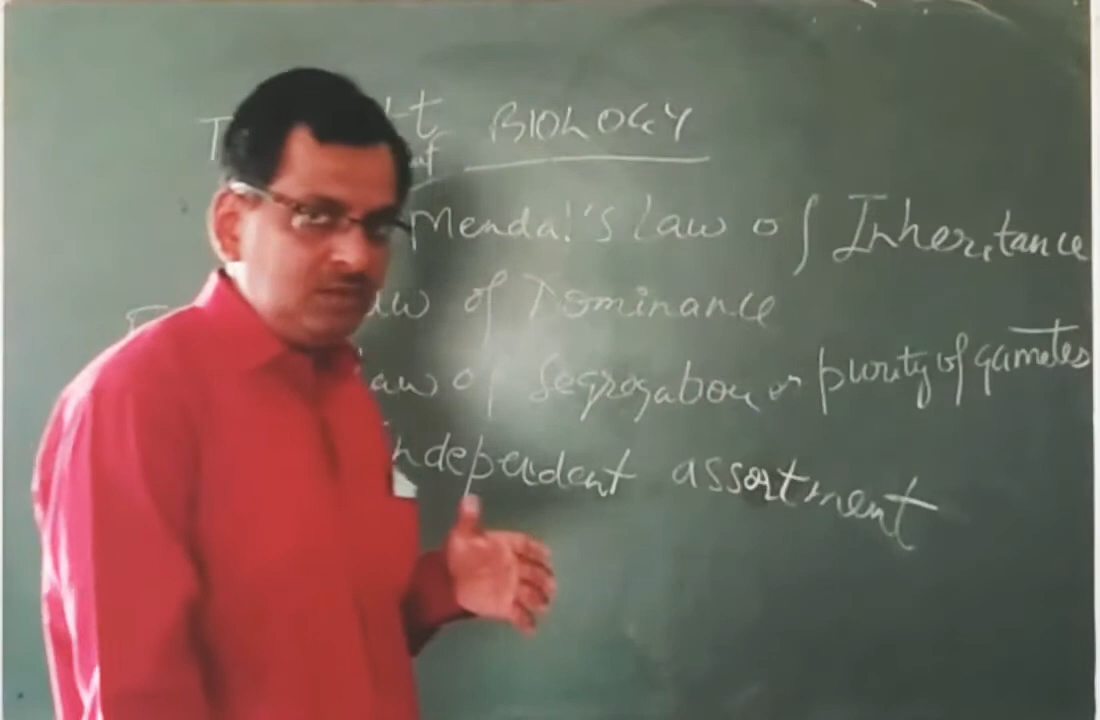 BIOLOGY
Mendal's Law of Inheritance
of Dominance
of Segregation or purity of gametes
independent assortment